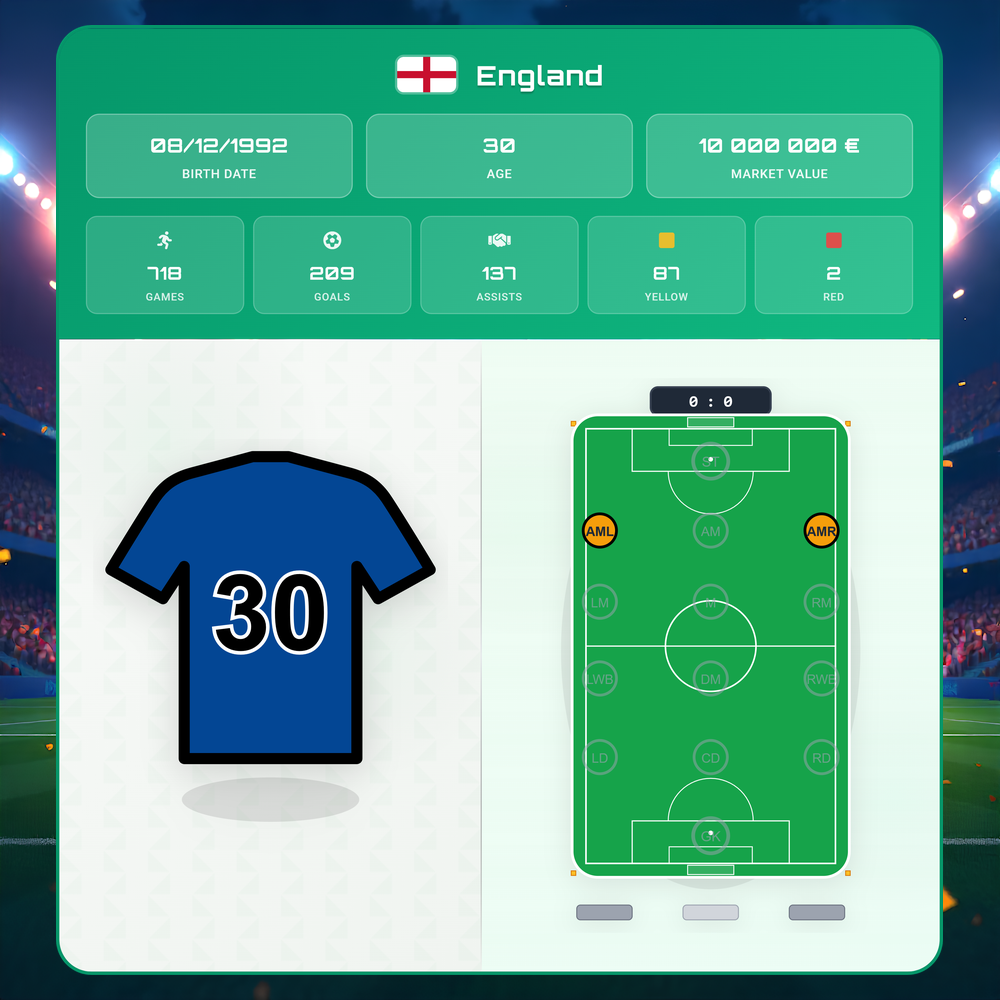 England
08/12/1992
BIRTH DATE
30
AGE
10 000 000 €
MARKET VALUE
718
GAMES
209
GOALS
137
ASSISTS
87
YELLOW
2
RED
30
0 : 0
ST
AML
AM
AMR
LM
M
RM
LWB
DM
RWB
LD
CD
RD
GK